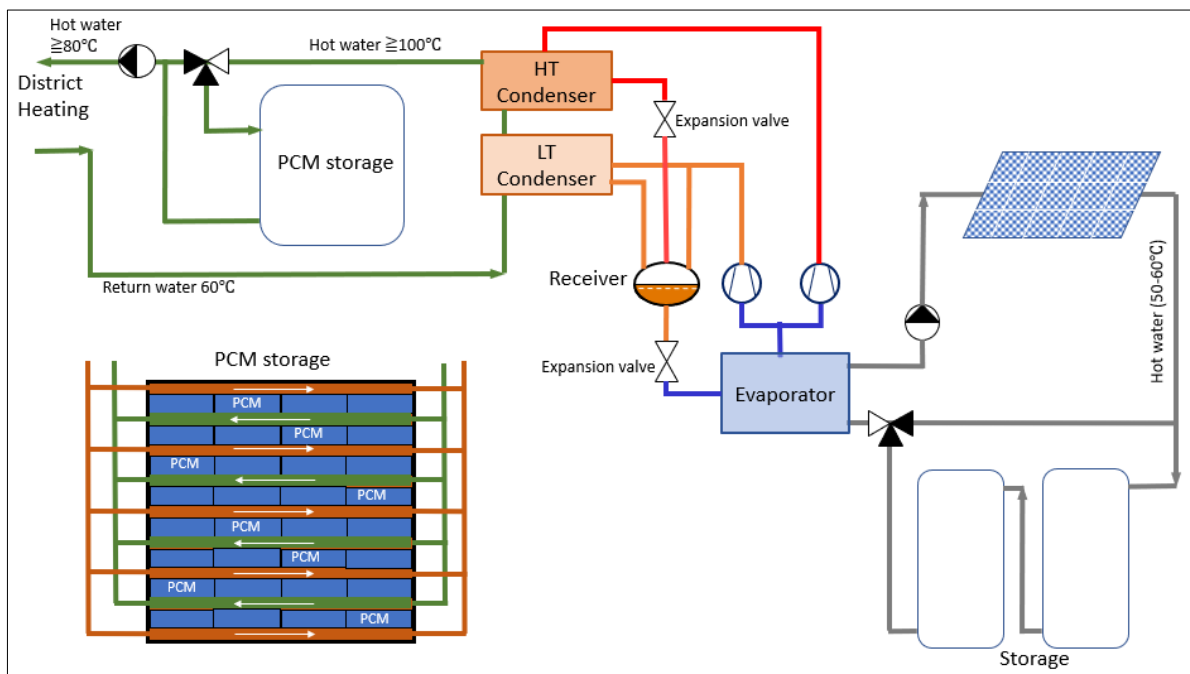 Hot water
≧80℃
Hot water ≧100℃
District
Heating
PCM storage
HT
Condenser
LT
Condenser
Expansion valve
Return water 60℃
Receiver
Expansion valve
Evaporator
Hot water (50-60℃)
Storage
PCM storage
PCM
PCM
PCM
PCM
PCM
PCM
PCM
PCM